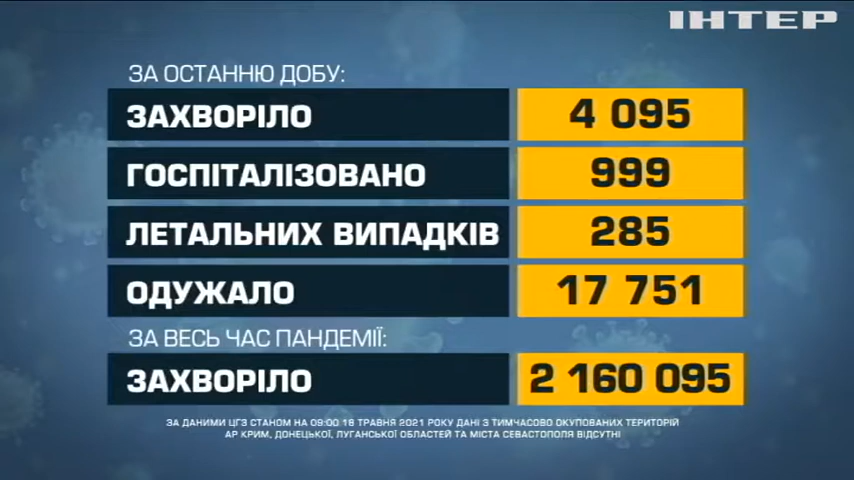 ІНТЕР
ЗА ОСТАННЮ ДОБУ:
ЗАХВОРІЛО 4 095
ГОСПІТАЛІЗОВАНО 999
ЛЕТАЛЬНИХ ВИПАДКІВ 285
ОДУЖАЛО 17 751
ЗА ВЕСЬ ЧАС ПАНДЕМІЇ:
ЗАХВОРІЛО 2 160 095
ЗА ДАНИМИ ЦГЗ СТАНОМ НА 09:00 18 ТРАВНЯ 2021 РОКУ ДАНІ З ТИМЧАСОВО ОКУПОВАНИХ ТЕРИТОРІЙ
АР КРИМ, ДОНЕЦЬКОЇ, ЛУГАНСЬКОЇ ОБЛАСТЕЙ ТА МІСТА СЕВАСТОПОЛЯ ВІДСУТНІ